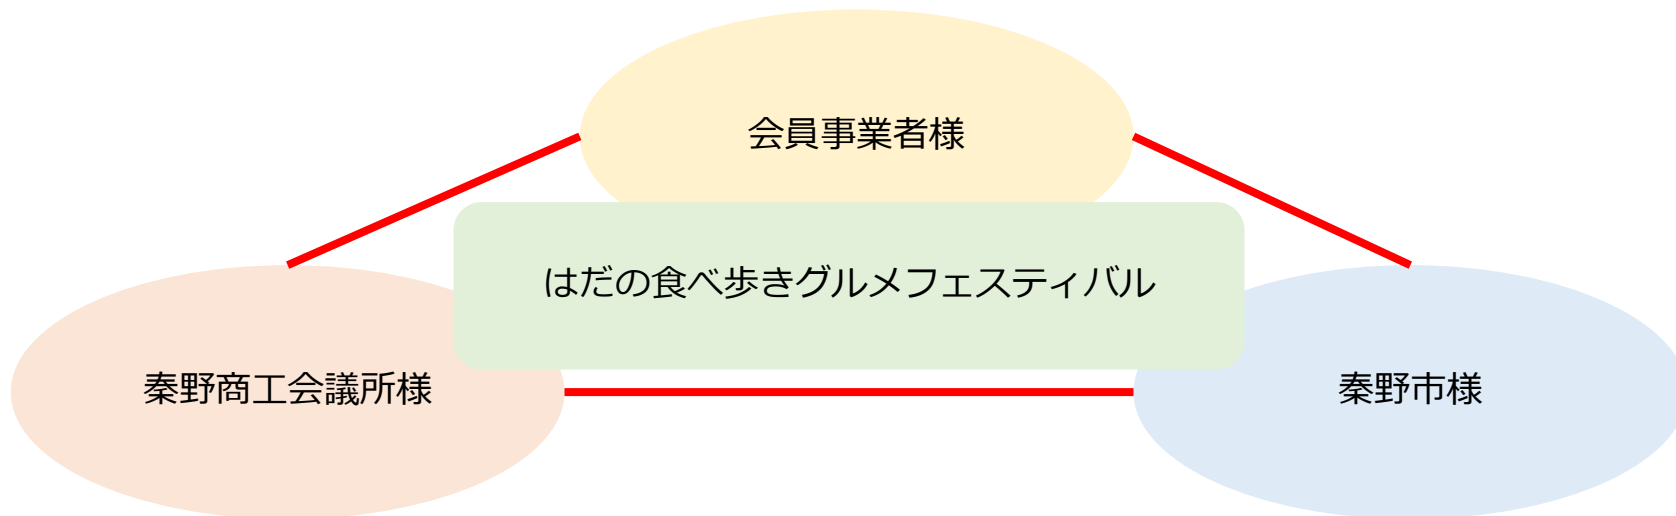 会員事業者様
はだの食べ歩きグルメフェスティバル
秦野商工会議所様
秦野市様